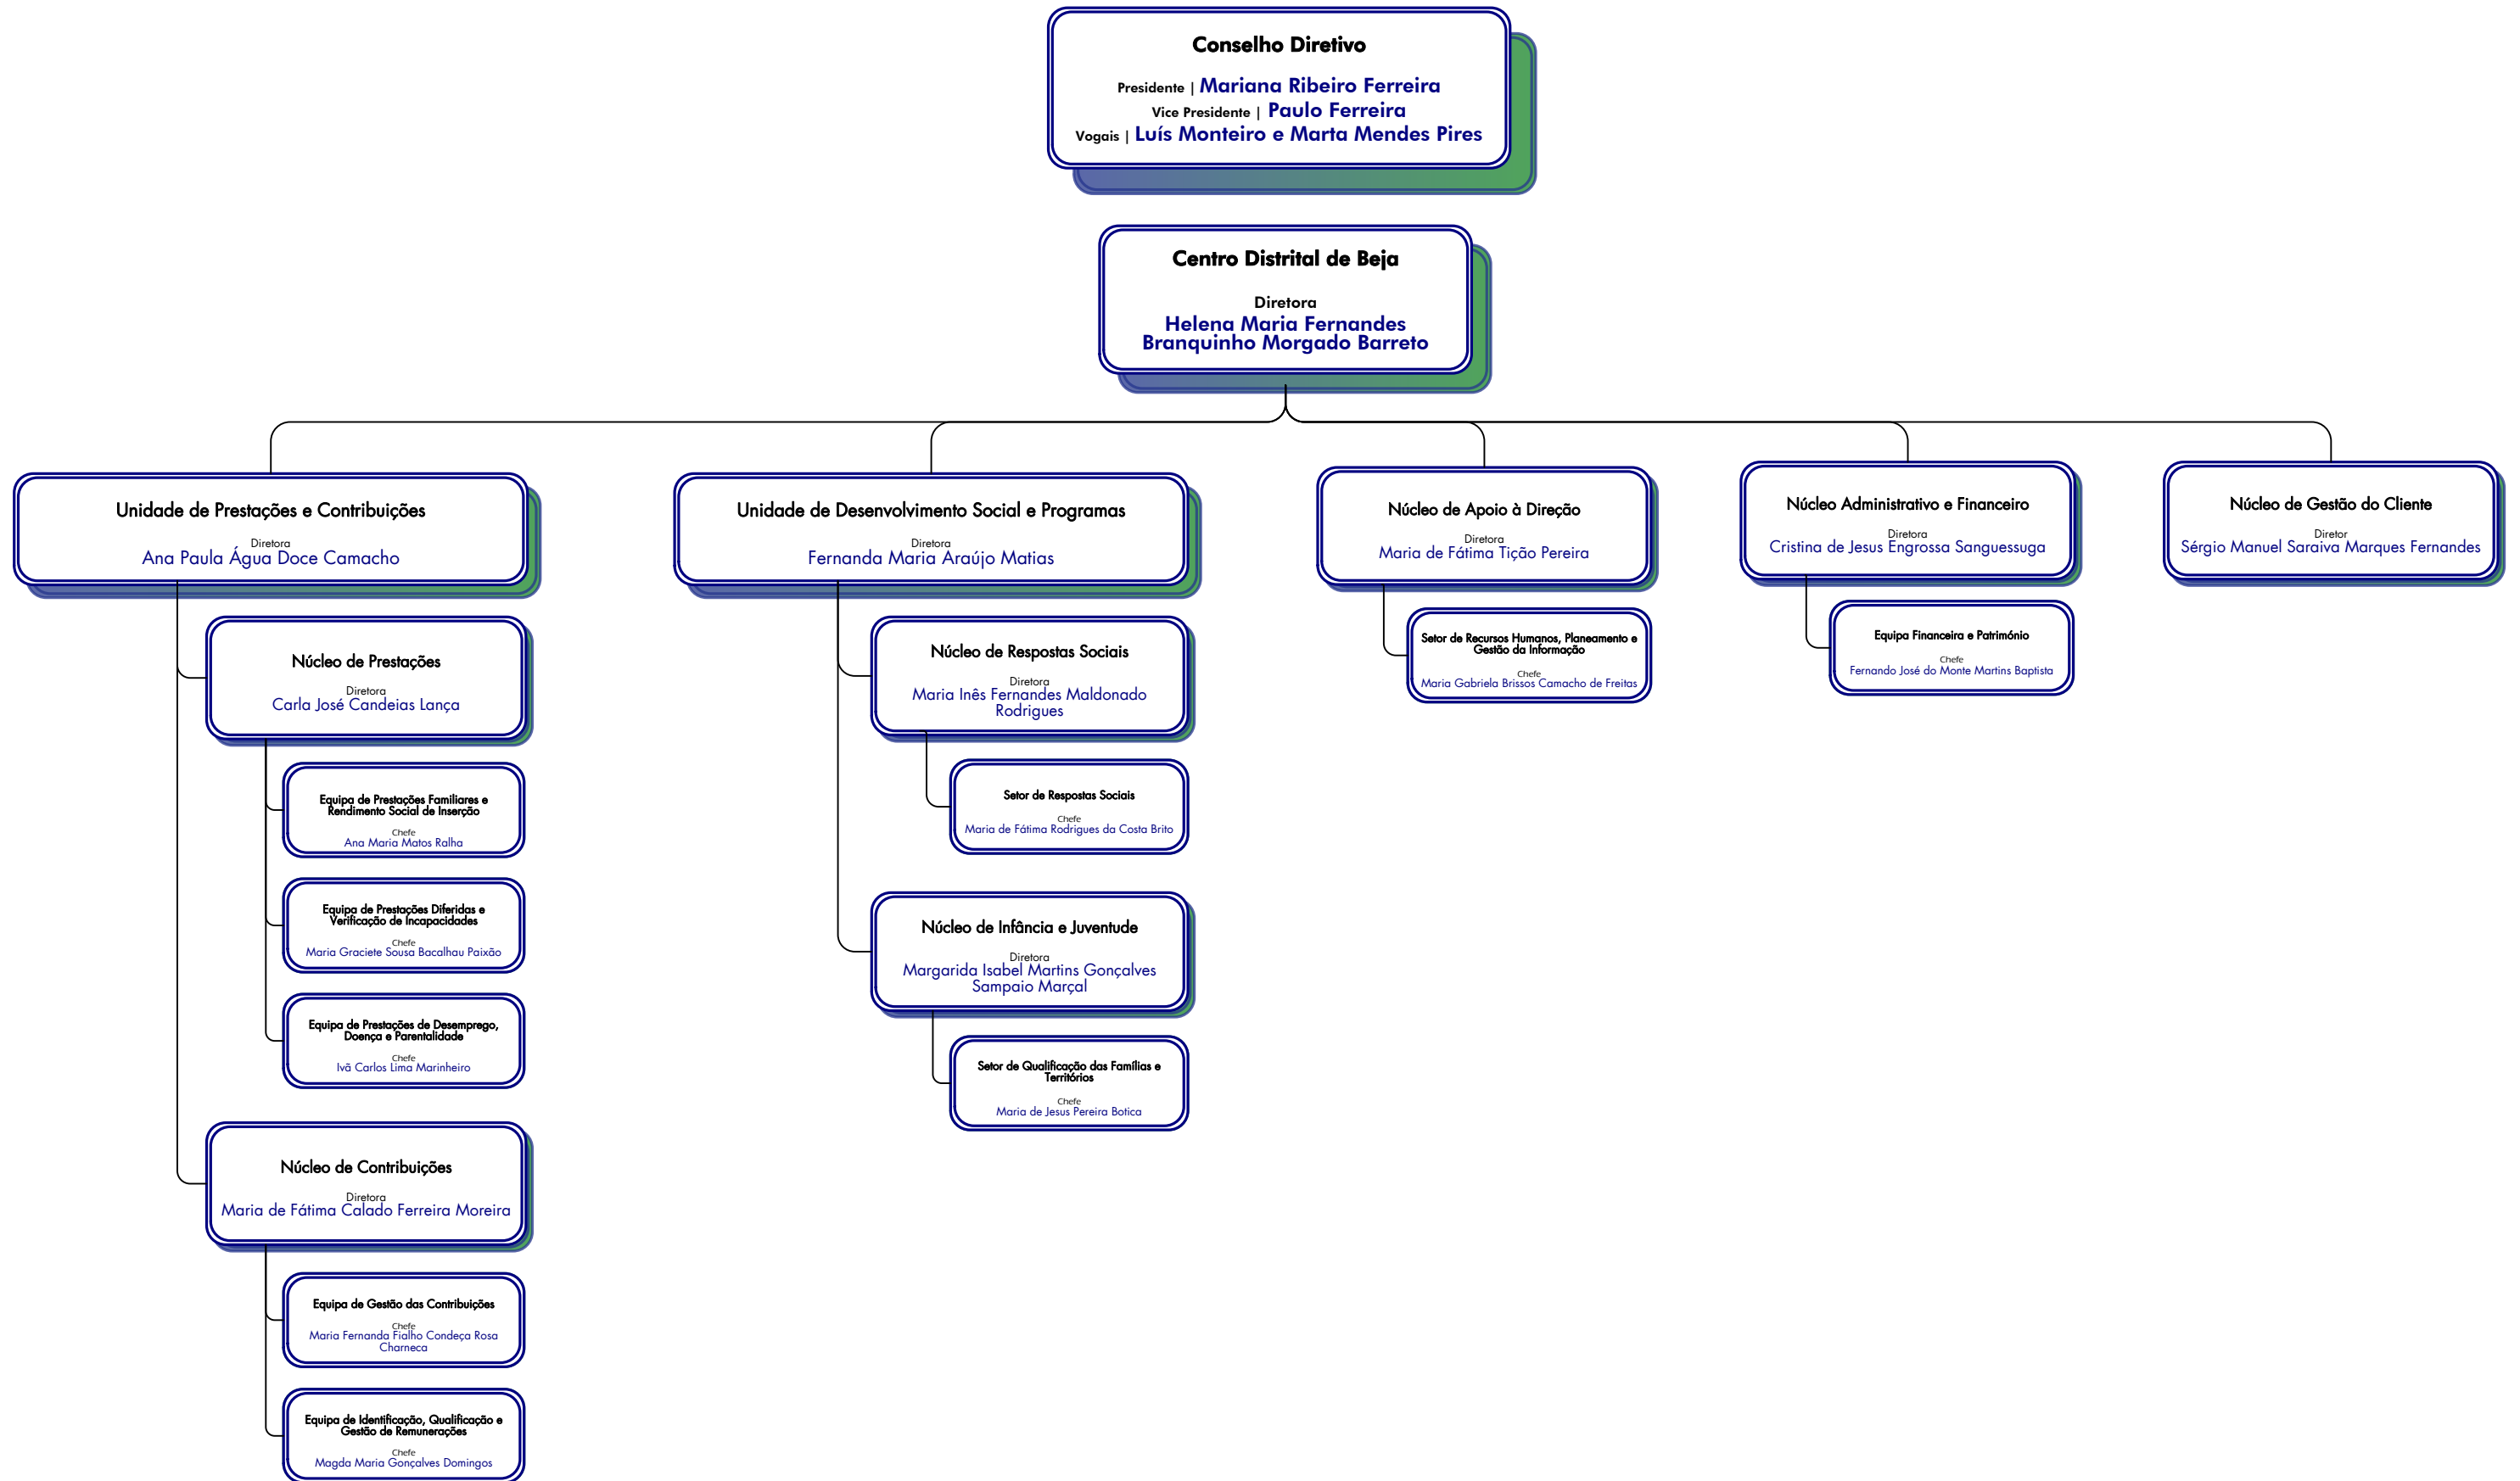 Conselho Diretivo
Presidente | Mariana Ribeiro Ferreira
Vice Presidente | Paulo Ferreira
Vogais | Luís Monteiro e Marta Mendes Pires
Centro Distrital de Beja
Diretora
Helena Maria Fernandes
Branquinho Morgado Barreto
Unidade de Prestações e Contribuições
Diretora
Ana Paula Água Doce Camacho
Núcleo de Prestações
Diretora
Carla José Candeias Lança
Equipa de Prestações Familiares e
Rendimento Social de Inserção
Chefe
Ana Maria Matos Ralha
Equipa de Prestações Diferidas e
Verificação de Incapacidades
Chefe
Maria Graciete Sousa Bacalhau Paixão
Equipa de Prestações de Desemprego,
Doença e Parentalidade
Chefe
Ivã Carlos Lima Marinheiro
Núcleo de Contribuições
Diretora
Maria de Fátima Calado Ferreira Moreira
Equipa de Gestão das Contribuições
Chefe
Maria Fernanda Fialho Condeça Rosa
Charneca
Equipa de Identificação, Qualificação e
Gestão de Remunerações
Chefe
Magda Maria Gonçalves Domingos
Unidade de Desenvolvimento Social e Programas
Diretora
Fernanda Maria Araújo Matias
Núcleo de Respostas Sociais
Diretora
Maria Inês Fernandes Maldonado
Rodrigues
Setor de Respostas Sociais
Chefe
Maria de Fátima Rodrigues da Costa Brito
Núcleo de Infância e Juventude
Diretora
Margarida Isabel Martins Gonçalves
Sampaio Marçal
Setor de Qualificação das Famílias e
Territórios
Chefe
Maria de Jesus Pereira Botica
Núcleo de Apoio à Direção
Diretora
Maria de Fátima Tição Pereira
Setor de Recursos Humanos, Planeamento e
Gestão da Informação
Chefe
Maria Gabriela Brissos Camacho de Freitas
Núcleo Administrativo e Financeiro
Diretora
Cristina de Jesus Engrossa Sanguessuga
Equipa Financeira e Património
Chefe
Fernando José do Monte Martins Baptista
Núcleo de Gestão do Cliente
Diretor
Sérgio Manuel Saraiva Marques Fernandes